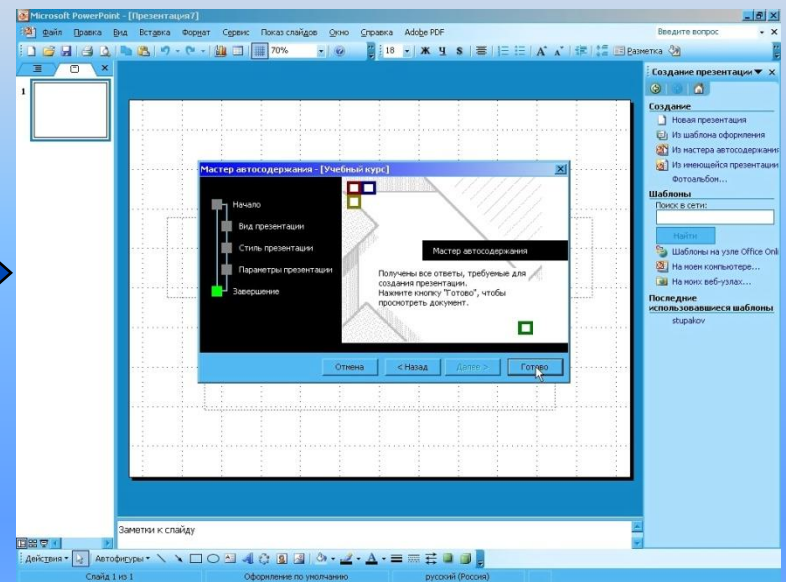 Microsoft PowerPoint - [Презентация7]
Файл Правка Вид Вставка Формат Сервис Показ слайдов Окно Справка Adobe PDF Введите вопрос
70% 18 Ж Ч S Разметка
Создание презентации
1
Создание
Новая презентация
Из шаблона оформления
Из мастера автосодержания
Из имеющейся презентации
Фотоальбом...
Шаблоны
Поиск в сети:
Найти
Шаблоны на узле Office Onli
На моем компьютере...
На моих веб-узлах...
Последние
использовавшиеся шаблоны
stupakov
Мастер автосодержания - [Учебный курс]
Начало
Вид презентации
Стиль презентации
Параметры презентации
Завершение
Мастер автосодержания
Получены все ответы, требуемые для
создания презентации.
Нажмите кнопку "Готово", чтобы
просмотреть документ.
Отмена < Назад Далее > Готово
Заметки к слайду
Действия Автофигуры
Слайд 1 из 1 Оформление по умолчанию русский (Россия)